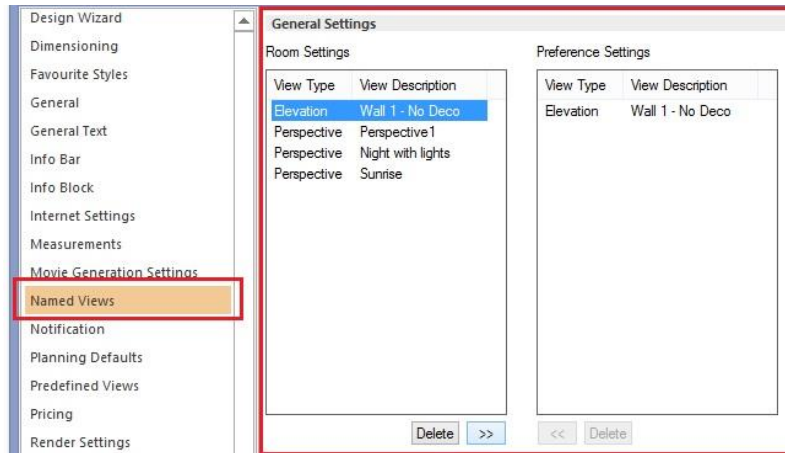 Design Wizard
Dimensioning
Favourite Styles
General
General Text
Info Bar
Info Block
Internet Settings
Measurements
Movie Generation Settings
Named Views
Notification
Planning Defaults
Predefined Views
Pricing
Render Settings
General Settings
Room Settings
View Type View Description
Elevation Wall 1 - No Deco
Perspective Perspective1
Perspective Night with lights
Perspective Sunrise
Delete >>
Preference Settings
View Type View Description
Elevation Wall 1 - No Deco
<< Delete